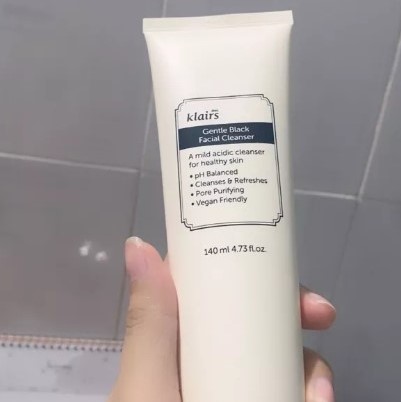 klairs
Gentle Black
Facial Cleanser
A mild acidic cleanser
for healthy skin
• pH Balanced
• Cleanses & Refreshes
• Pore Purifying
• Vegan Friendly
140 ml 4.73 fl.oz.